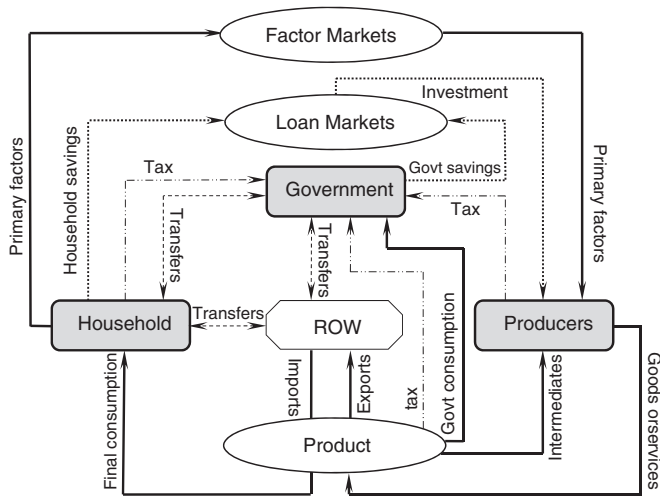 Factor Markets
Investment
Loan Markets
Primary factors
Household savings
Tax
Govt savings
Government
Tax
Primary factors
Transfers
Transfers
Household
Transfers
ROW
Producers
Final consumption
Imports
Exports
tax
Govt consumption
Intermediates
Goods orservices
Product